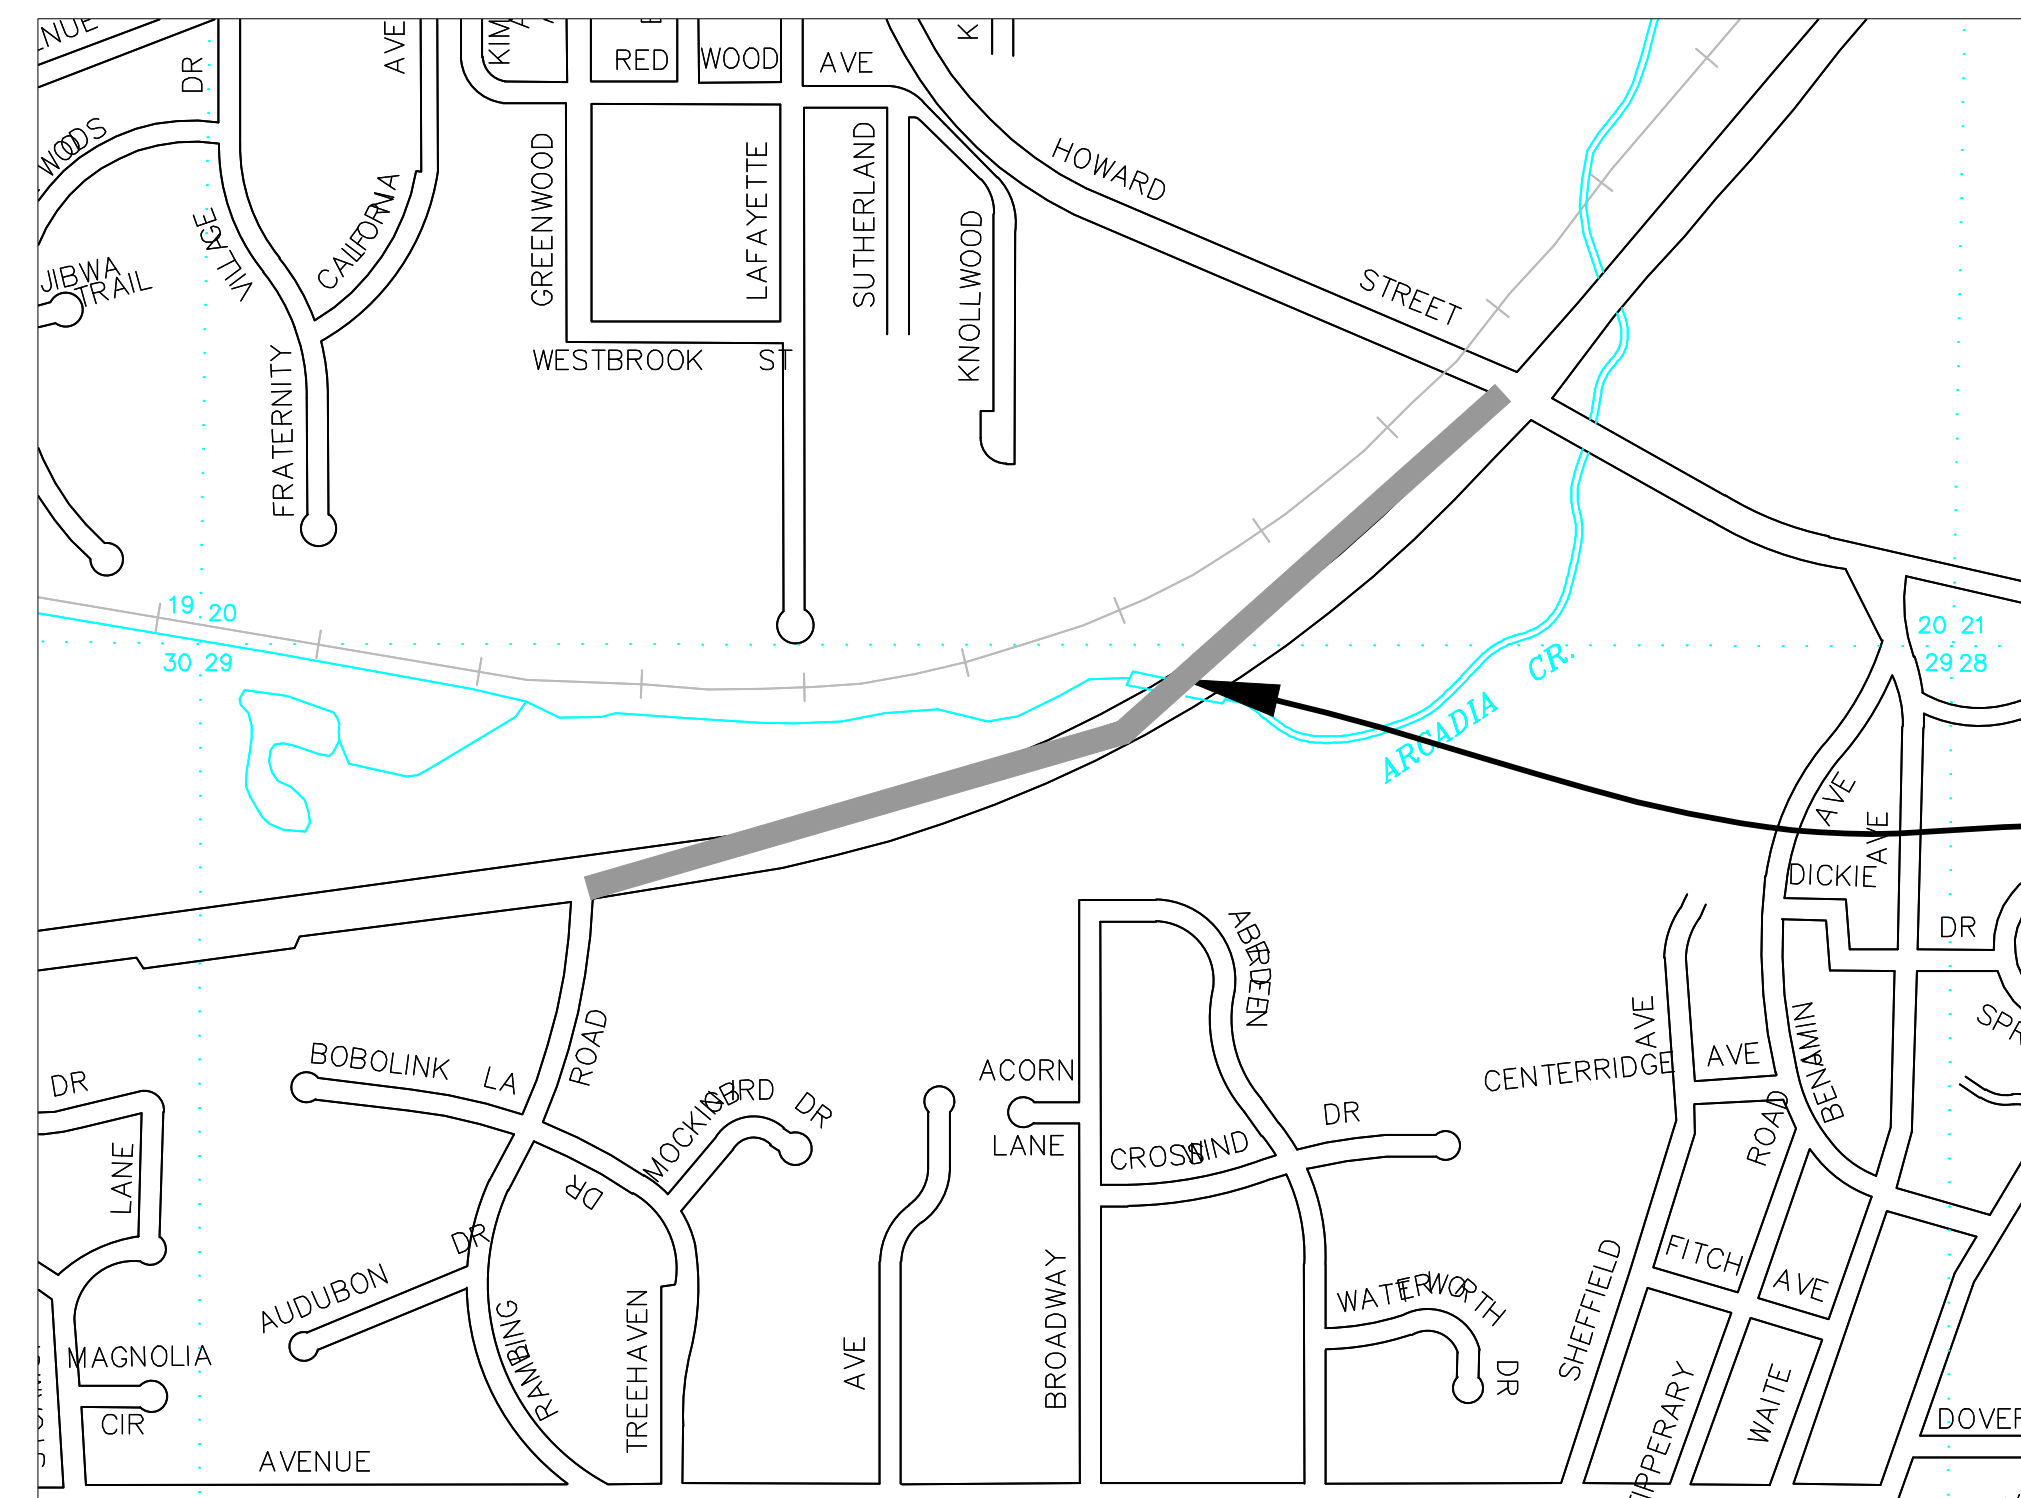 DR
AVE
KIM
RED WOOD AVE
K
HOWARD STREET
WOODS
VILLAGE
CALIFORNIA
GREENWOOD
LAFAYETTE
SUTHERLAND
KNOLLWOOD
JIBWA
TRAIL
FRATERNITY
WESTBROOK ST
19 20
30 29
20 21
29 28
ARCADIA CR.
AVE
AVE
DICKIE
DR
ABERDEEN
ROAD
BOBOLINK LA
DR
LANE
MOCKINGBIRD DR
DR
ACORN
LANE
CROSSWIND DR
CENTERRIDGE AVE
AVE
BENJAMIN
ROAD
SPR
AUDUBON DR
RAMBING
TREEHAVEN
AVE
BROADWAY
WATERWORTH DR
SHEFFIELD
FITCH AVE
MAGNOLIA
CIR
AVENUE
TIPPERARY
WAITE
DOVER